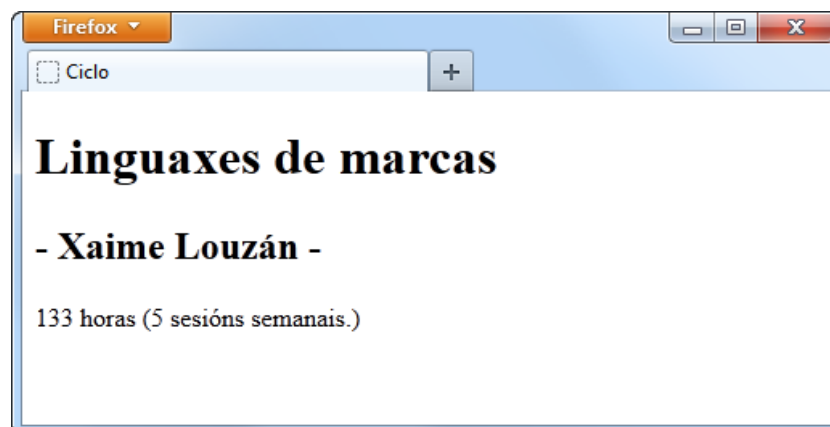 Firefox
Ciclo
Linguaxes de marcas
- Xaime Louzán -
133 horas (5 sesións semanais.)